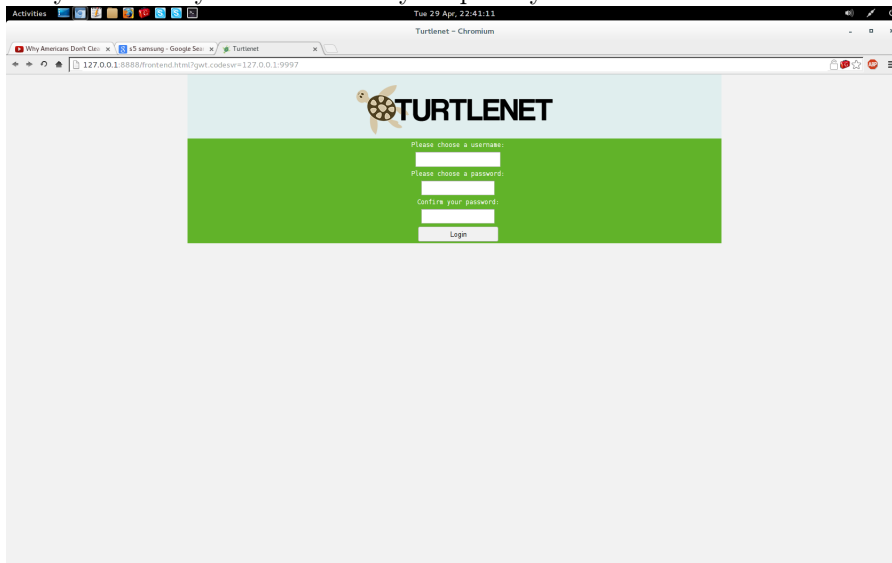 Activities
Tue 29 Apr, 22:41:11
Turtlenet - Chromium
Why Americans Don't Clea
s5 samsung - Google Sear
Turtlenet
127.0.0.1:8888/frontend.html?gwt.codesvr=127.0.0.1:9997
ABP
TURTLENET
Please choose a username:
Please choose a password:
Confirm your password:
Login